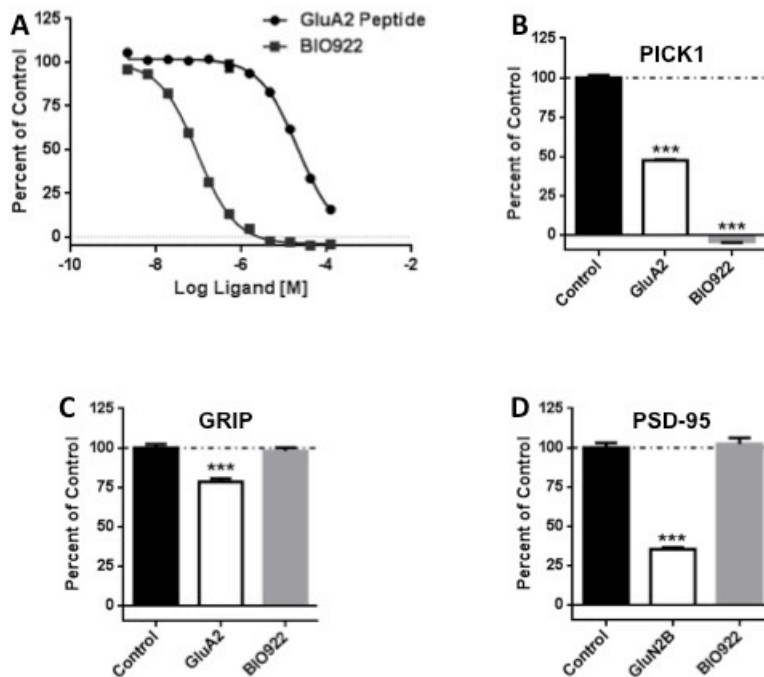 A
GluA2 Peptide
BIO922
Percent of Control
125
100
75
50
25
0
-10
-8
-6
-4
-2
Log Ligand [M]
B
PICK1
Percent of Control
125
100
75
50
25
0
***
***
Control
GluA2
BIO922
C
GRIP
Percent of Control
125
100
75
50
25
0
***
Control
GluA2
BIO922
D
PSD-95
Percent of Control
125
100
75
50
25
0
***
Control
GluN2B
BIO922